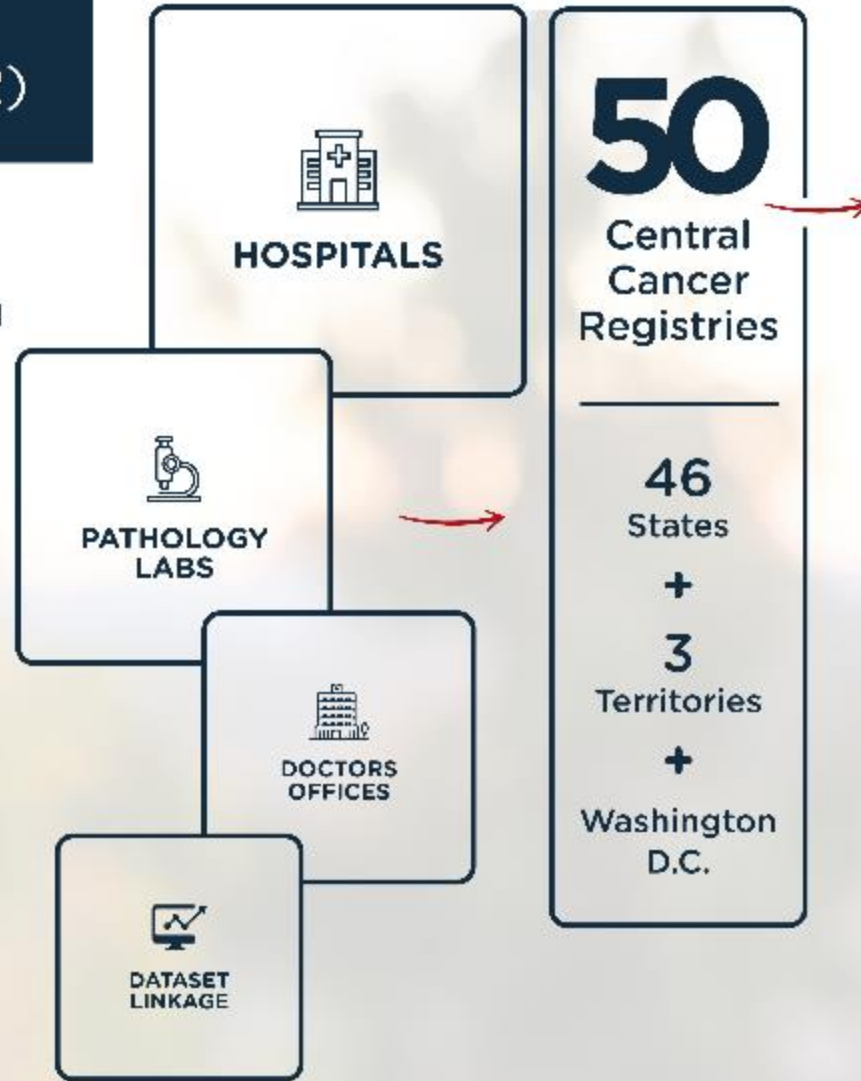 HOSPITALS
PATHOLOGY
LABS
DOCTORS
OFFICES
DATASET
LINKAGE
50
Central
Cancer
Registries
46
States
+
3
Territories
+
Washington
D.C.